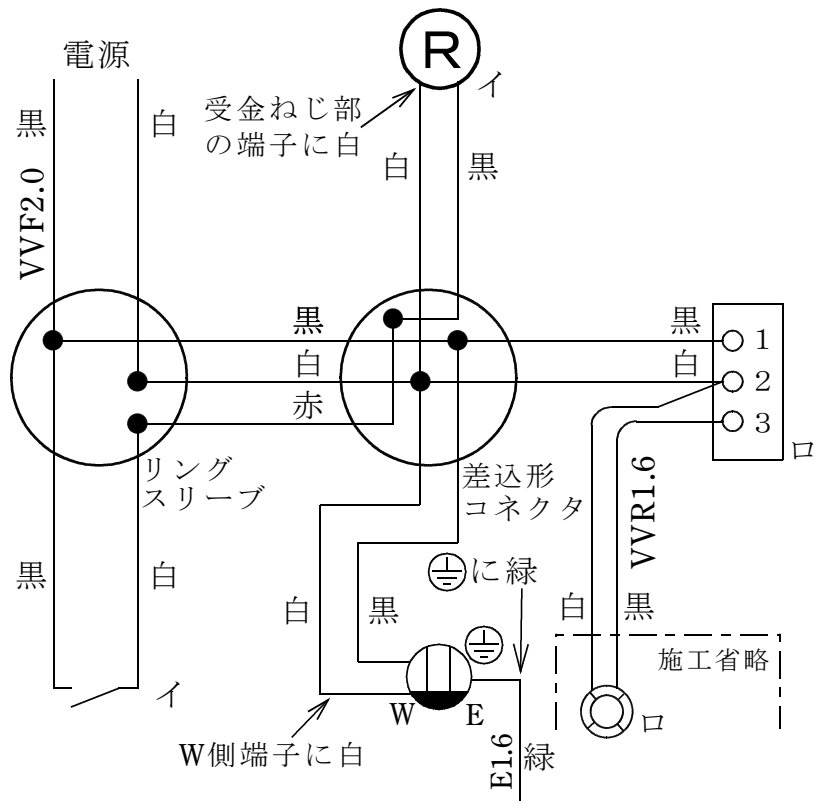 電源
R
イ
受金ねじ部
の端子に白
黒
白
白
黒
VVF2.0
黒
黒
1
白
白
2
赤
3
ロ
リング
スリーブ
差込形
コネクタ
VVR1.6
黒
白
に緑
白
黒
白
黒
施工省略
イ
W
E
ロ
W側端子に白
E1.6
緑